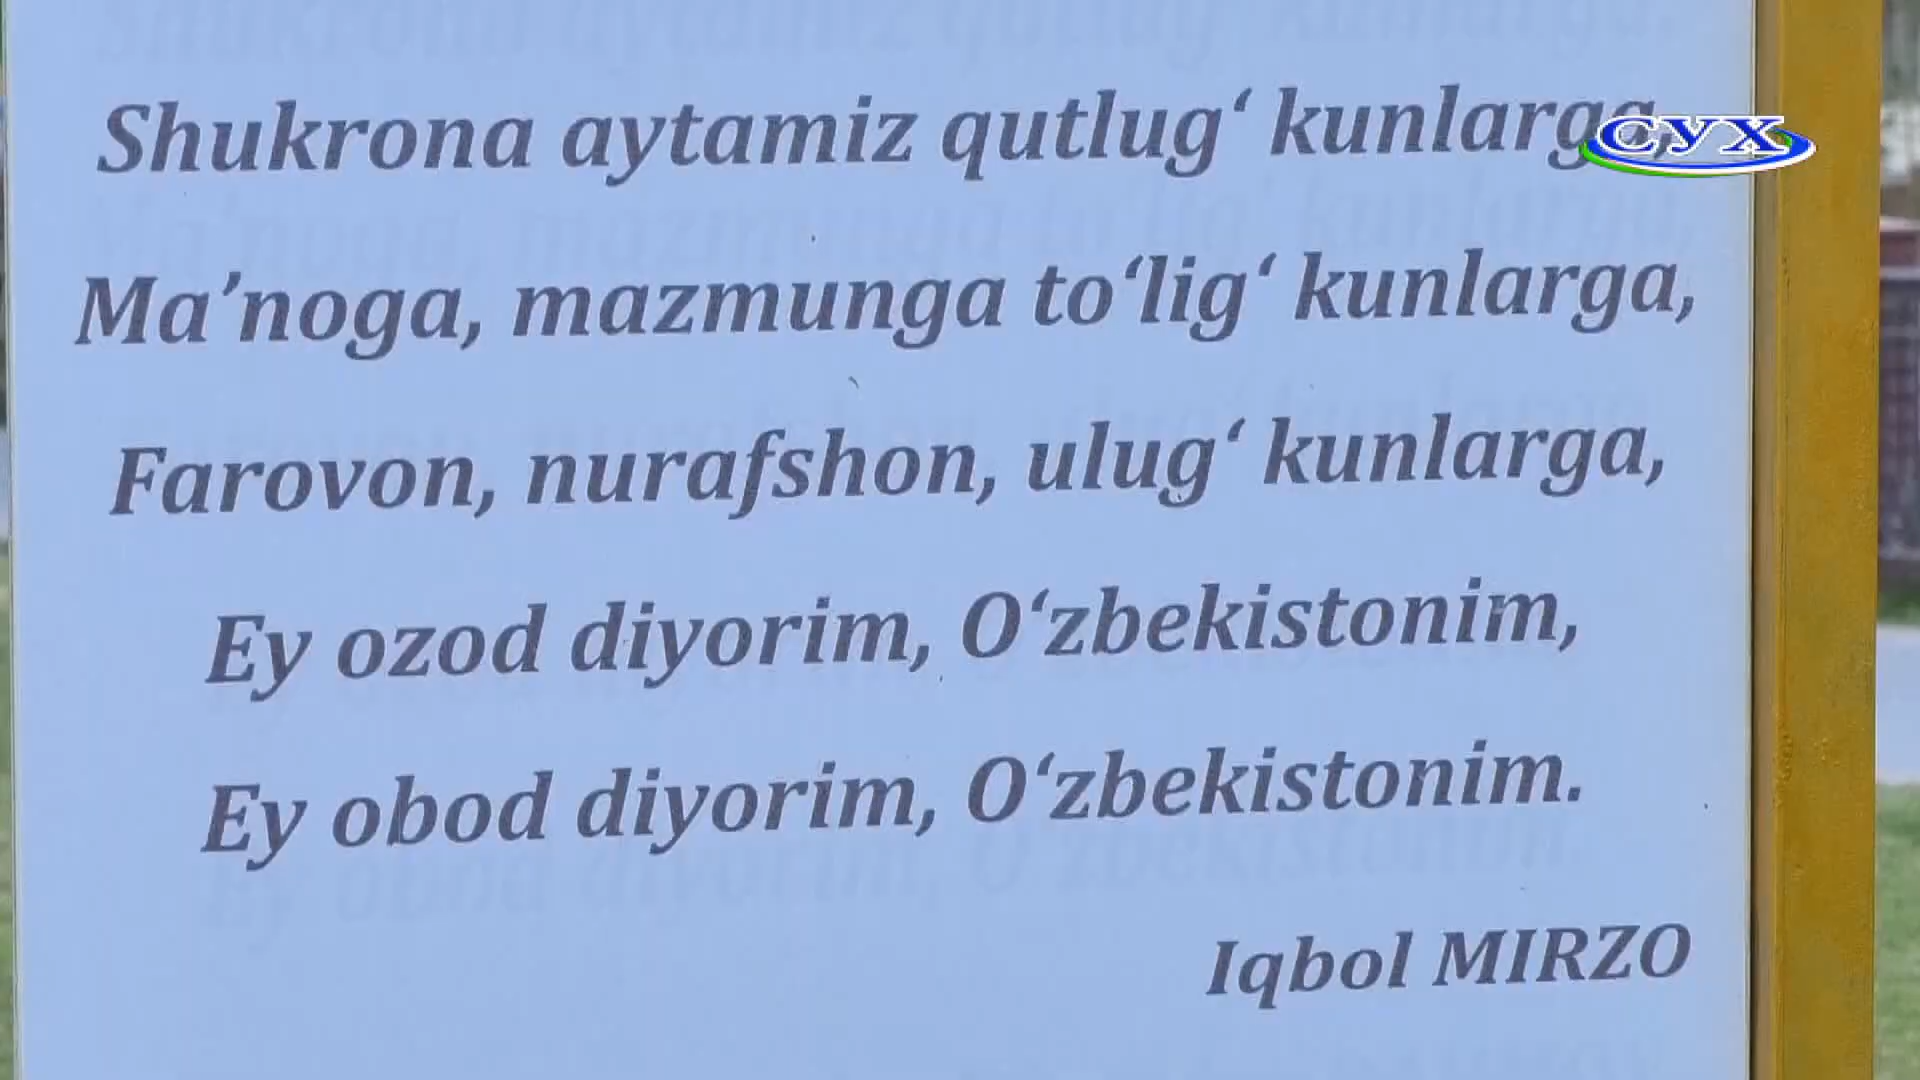 Shukrona aytamiz qutlug‘ kunlarga,
CYX
Ma’noga, mazmunga to‘lig‘ kunlarga,
Farovon, nurafshon, ulug‘ kunlarga,
Ey ozod diyorim, O‘zbekistonim,
Ey obod diyorim, O‘zbekistonim.
Iqbol MIRZO